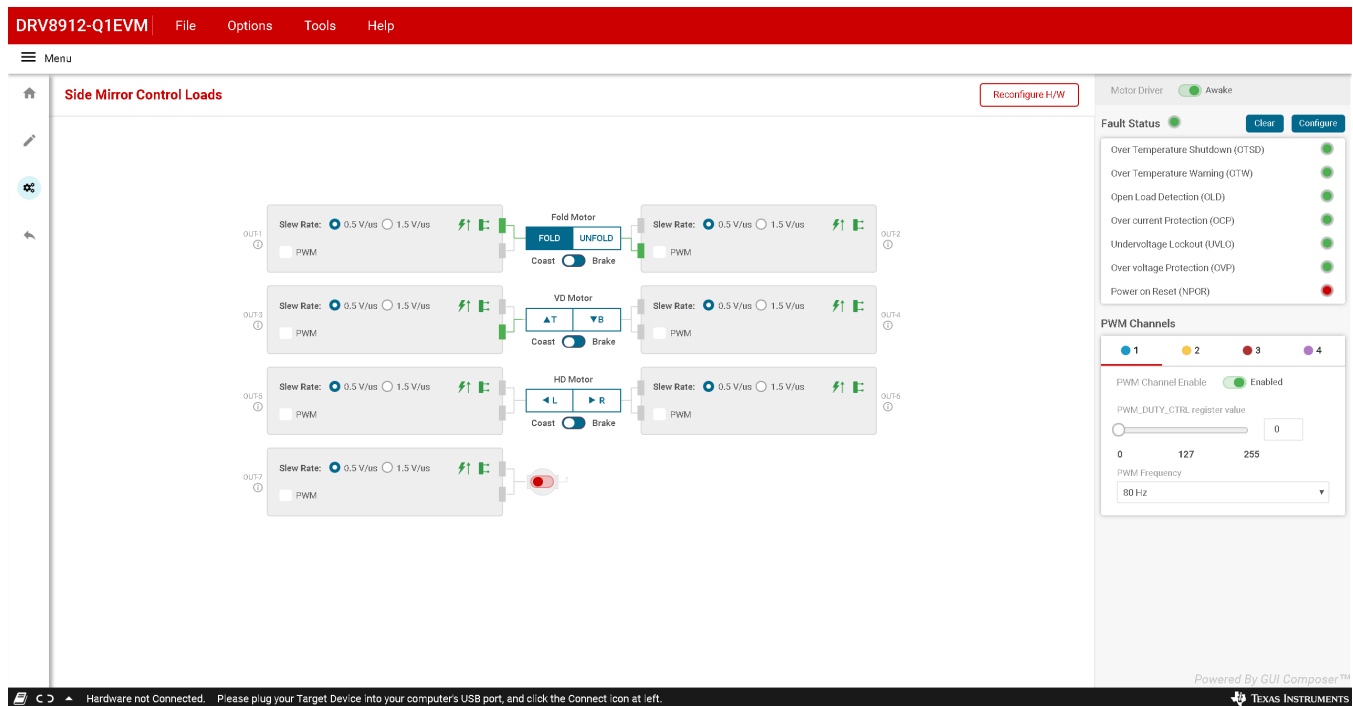 DRV8912-Q1EVM File Options Tools Help
Menu
Side Mirror Control Loads
Reconfigure H/W
OUT-1
Slew Rate: 0.5 V/us 1.5 V/us
PWM
Fold Motor
FOLD UNFOLD
Coast Brake
Slew Rate: 0.5 V/us 1.5 V/us
PWM
OUT-2
OUT-3
Slew Rate: 0.5 V/us 1.5 V/us
PWM
VD Motor
▲T ▼B
Coast Brake
Slew Rate: 0.5 V/us 1.5 V/us
PWM
OUT-4
OUT-5
Slew Rate: 0.5 V/us 1.5 V/us
PWM
HD Motor
◀ L ▶ R
Coast Brake
Slew Rate: 0.5 V/us 1.5 V/us
PWM
OUT-6
OUT-7
Slew Rate: 0.5 V/us 1.5 V/us
PWM
Motor Driver Awake
Fault Status Clear Configure
Over Temperature Shutdown (OTSD)
Over Temperature Warning (OTW)
Open Load Detection (OLD)
Over current Protection (OCP)
Undervoltage Lockout (UVLO)
Over voltage Protection (OVP)
Power on Reset (NPOR)
PWM Channels
1 2 3 4
PWM Channel Enable Enabled
PWM_DUTY_CTRL register value
0
0 127 255
PWM Frequency
80 Hz
Powered By GUI Composer™
Hardware not Connected. Please plug your Target Device into your computer's USB port, and click the Connect icon at left.
TEXAS INSTRUMENTS